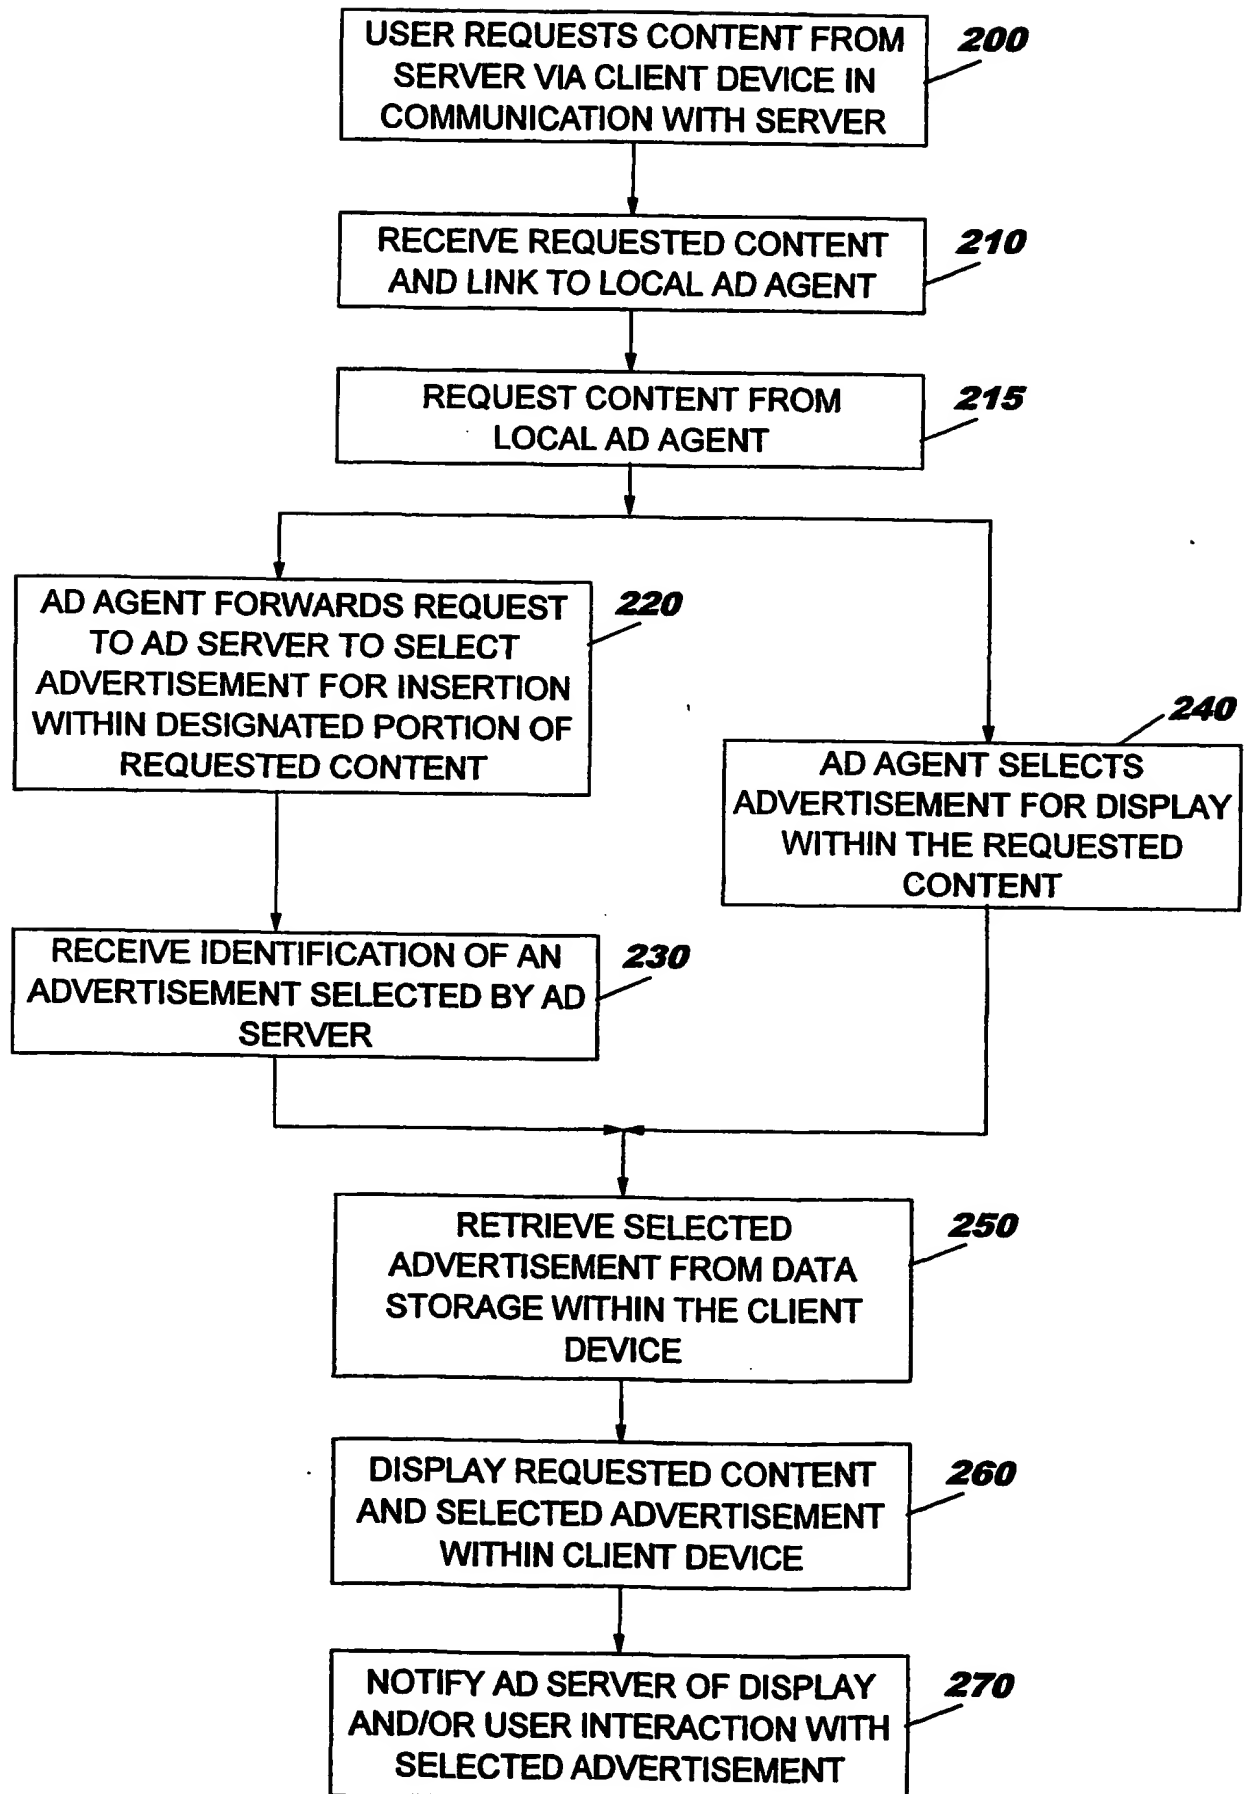 USER REQUESTS CONTENT FROM
SERVER VIA CLIENT DEVICE IN
COMMUNICATION WITH SERVER
200
RECEIVE REQUESTED CONTENT
AND LINK TO LOCAL AD AGENT
210
REQUEST CONTENT FROM
LOCAL AD AGENT
215
AD AGENT FORWARDS REQUEST
TO AD SERVER TO SELECT
ADVERTISEMENT FOR INSERTION
WITHIN DESIGNATED PORTION OF
REQUESTED CONTENT
220
240
AD AGENT SELECTS
ADVERTISEMENT FOR DISPLAY
WITHIN THE REQUESTED
CONTENT
RECEIVE IDENTIFICATION OF AN
ADVERTISEMENT SELECTED BY AD
SERVER
230
RETRIEVE SELECTED
ADVERTISEMENT FROM DATA
STORAGE WITHIN THE CLIENT
DEVICE
250
DISPLAY REQUESTED CONTENT
AND SELECTED ADVERTISEMENT
WITHIN CLIENT DEVICE
260
NOTIFY AD SERVER OF DISPLAY
AND/OR USER INTERACTION WITH
SELECTED ADVERTISEMENT
270